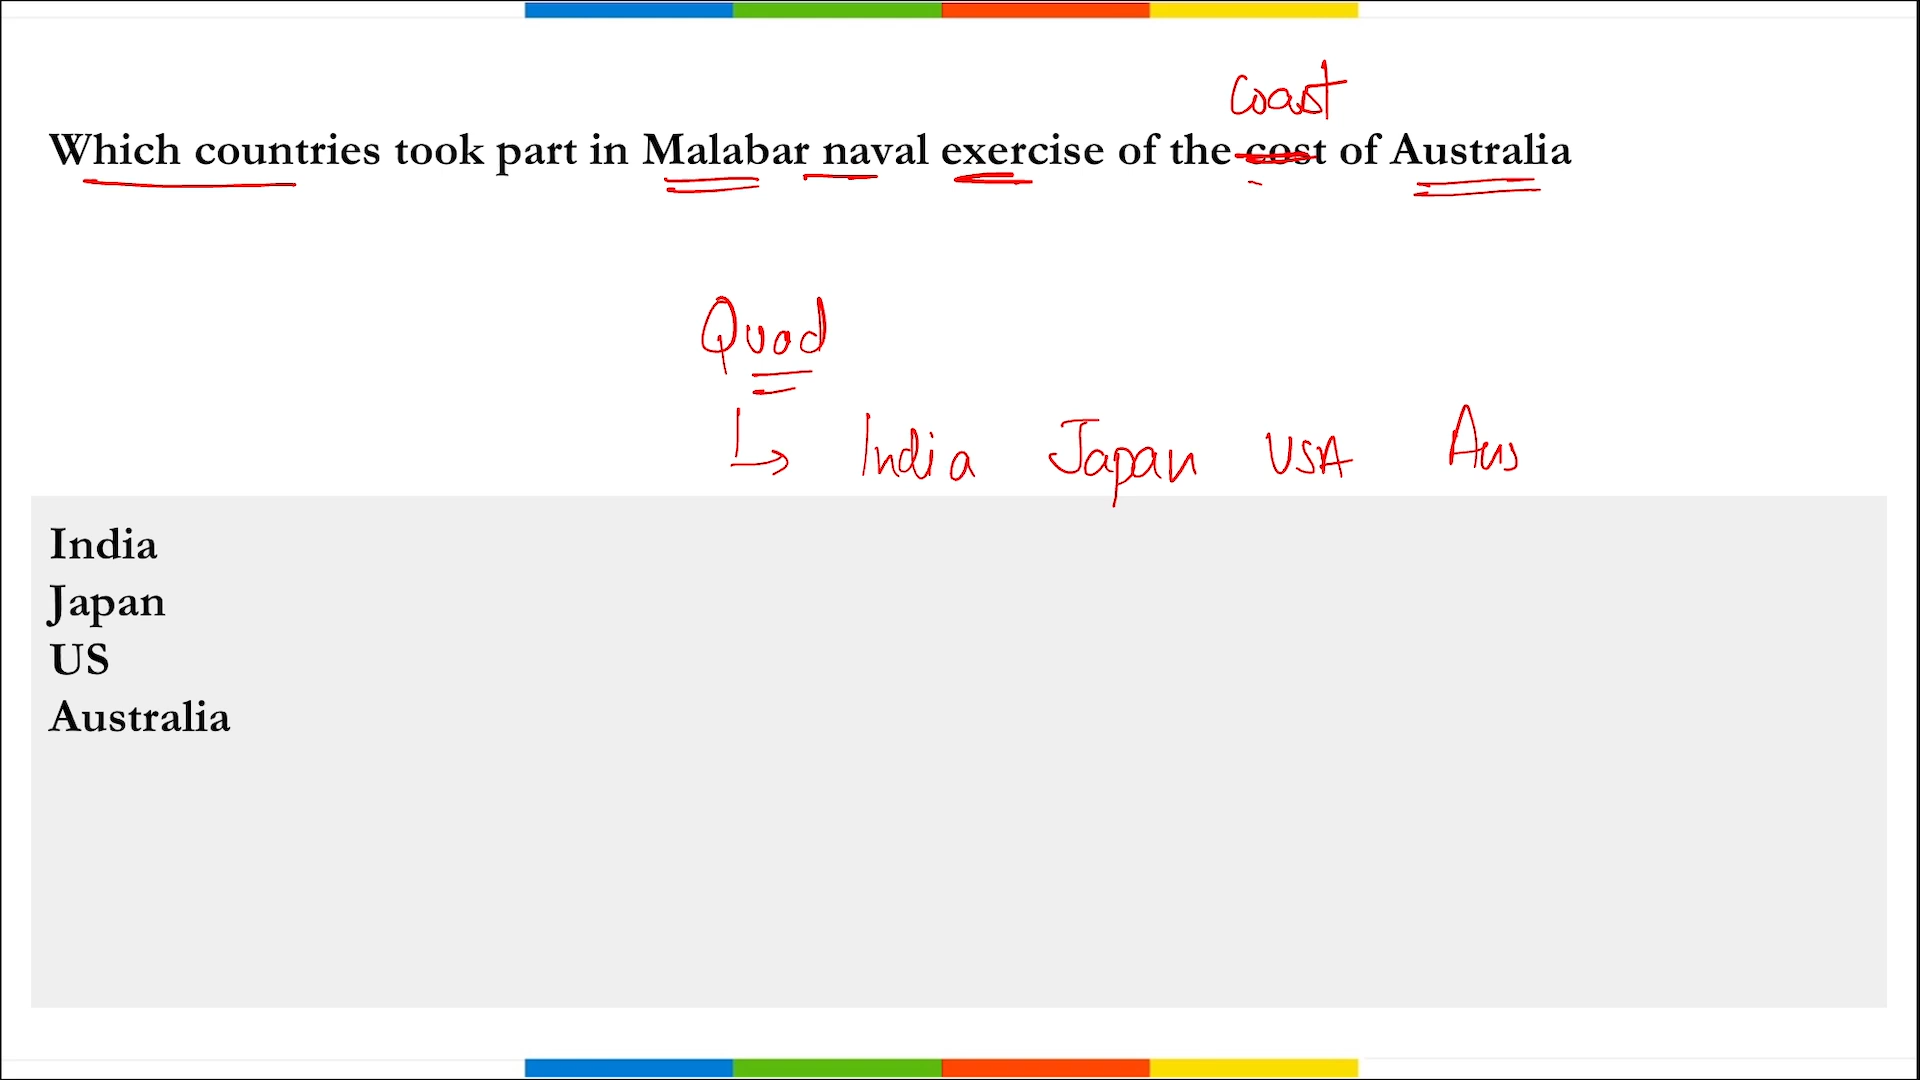 coast
Which countries took part in Malabar naval exercise of the cost of Australia
Quad
India Japan USA Aus
India
Japan
US
Australia